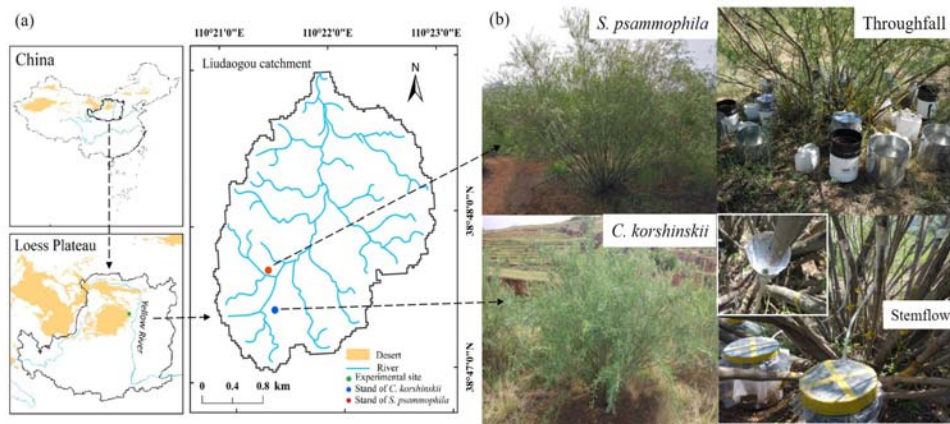 (a)
China
Loess Plateau
Yellow River
110°21'0"E
110°22'0"E
110°23'0"E
Liudaogou catchment
N
38°48'0"N
38°47'0"N
0 0.4 0.8 km
Desert
River
Experimental site
Stand of C. korshinskii
Stand of S. psammophila
(b)
S. psammophila
Throughfall
C. korshinskii
Stemflow